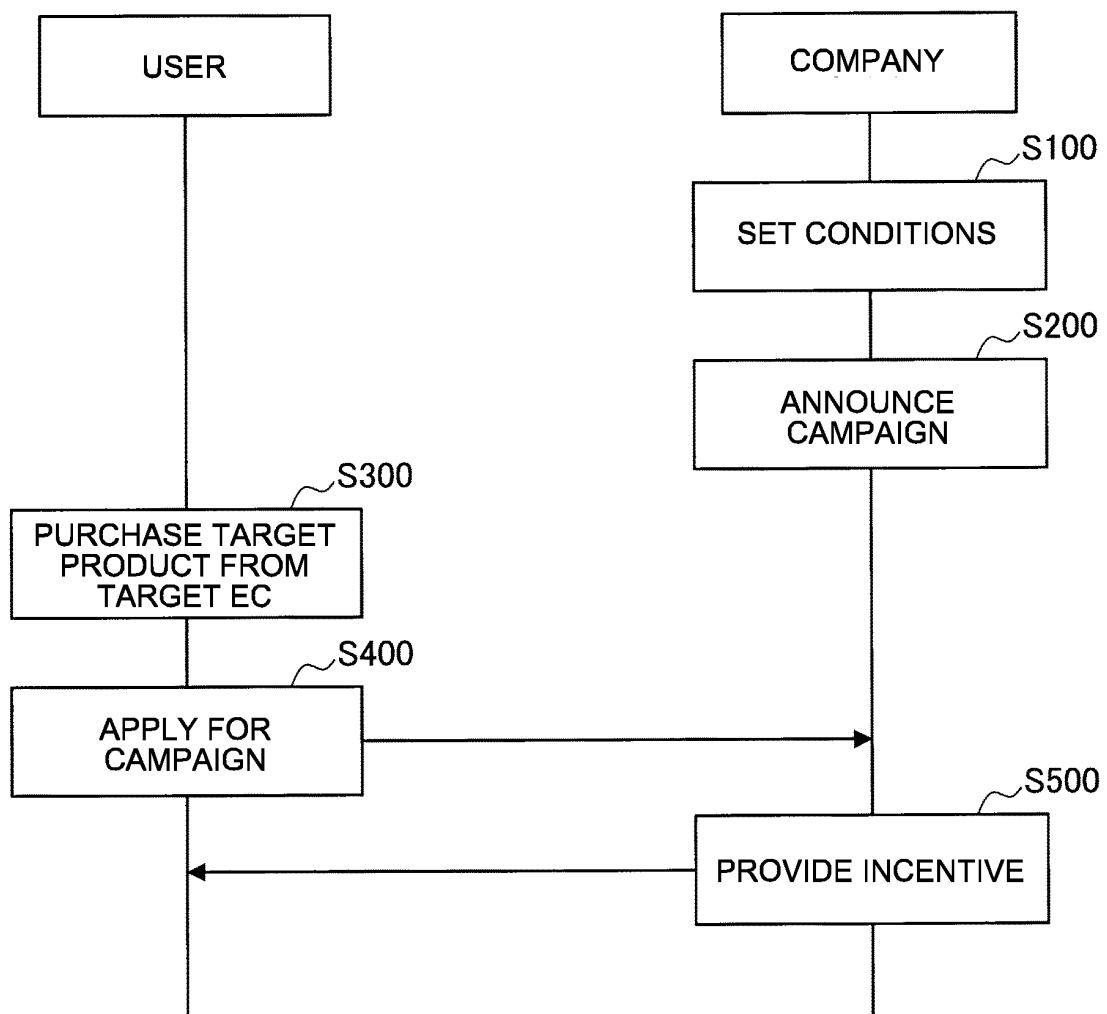 USER
COMPANY
S100
SET CONDITIONS
S200
ANNOUNCE
CAMPAIGN
S300
PURCHASE TARGET
PRODUCT FROM
TARGET EC
S400
APPLY FOR
CAMPAIGN
S500
PROVIDE INCENTIVE